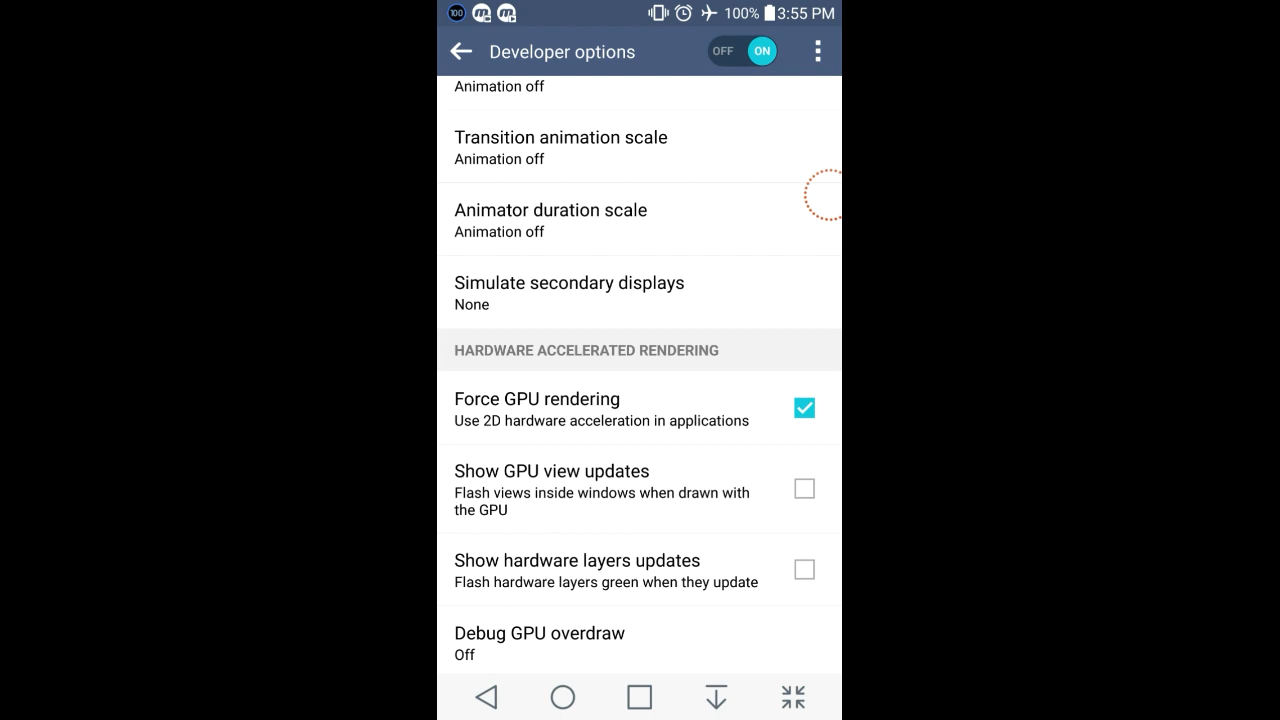 100 100% 3:55 PM
Developer options OFF ON
Animation off
Transition animation scale
Animation off
Animator duration scale
Animation off
Simulate secondary displays
None
HARDWARE ACCELERATED RENDERING
Force GPU rendering
Use 2D hardware acceleration in applications
Show GPU view updates
Flash views inside windows when drawn with
the GPU
Show hardware layers updates
Flash hardware layers green when they update
Debug GPU overdraw
Off